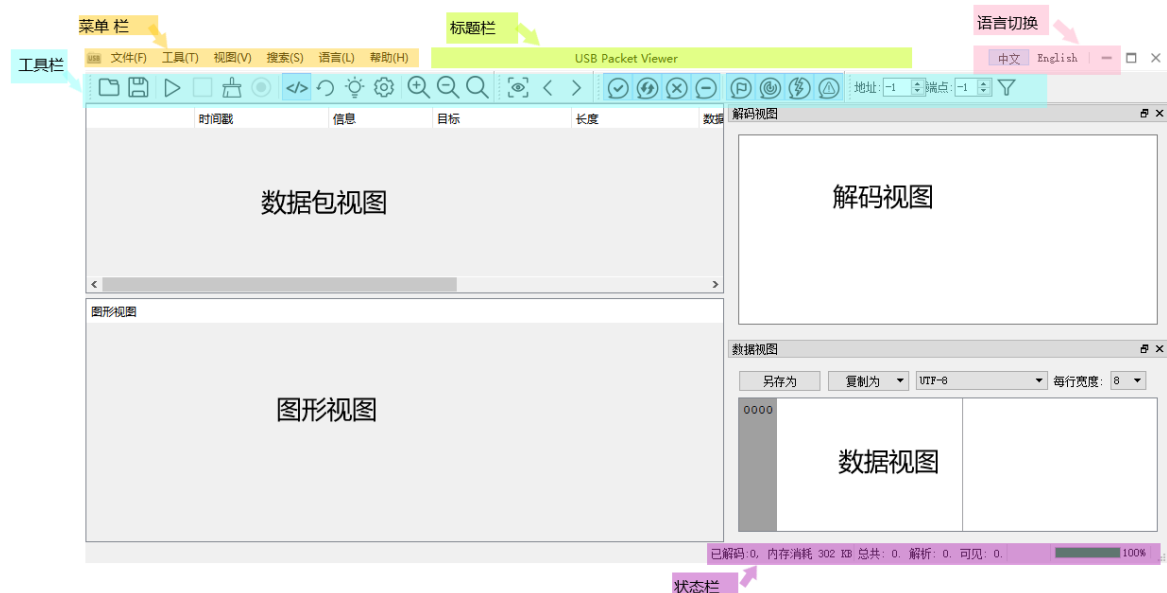 菜单 栏
标题栏
语言切换
工具栏
文件(F) 工具(T) 视图(V) 搜索(S) 语言(L) 帮助(H)
USB Packet Viewer
中文 English
地址: -1 端点: -1
时间戳 信息 目标 长度 数据
解码视图
数据包视图
解码视图
图形视图
图形视图
数据视图
另存为 复制为 UTF-8 每行宽度: 8
0000
数据视图
已解码:0, 内存消耗 302 KB 总共: 0. 解析: 0. 可见: 0. 100%
状态栏